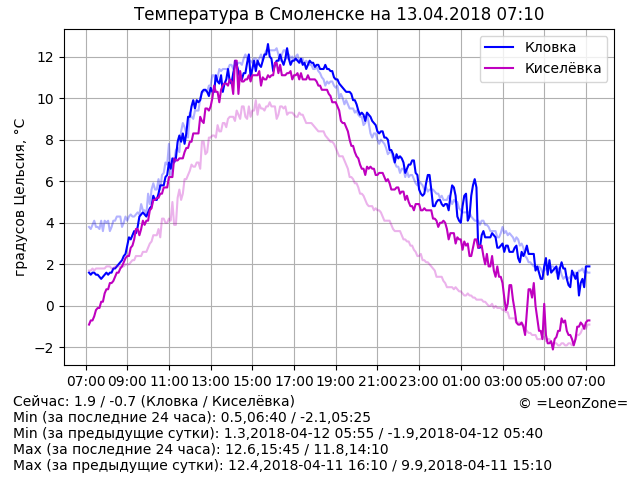 Температура в Смоленске на 13.04.2018 07:10
Кловка
Киселёвка
градусов Цельсия, °C
12
10
8
6
4
2
0
−2
07:00 09:00 11:00 13:00 15:00 17:00 19:00 21:00 23:00 01:00 03:00 05:00 07:00
Сейчас: 1.9 / -0.7 (Кловка / Киселёвка)
© =LeonZone=
Min (за последние 24 часа): 0.5,06:40 / -2.1,05:25
Min (за предыдущие сутки): 1.3,2018-04-12 05:55 / -1.9,2018-04-12 05:40
Max (за последние 24 часа): 12.6,15:45 / 11.8,14:10
Max (за предыдущие сутки): 12.4,2018-04-11 16:10 / 9.9,2018-04-11 15:10